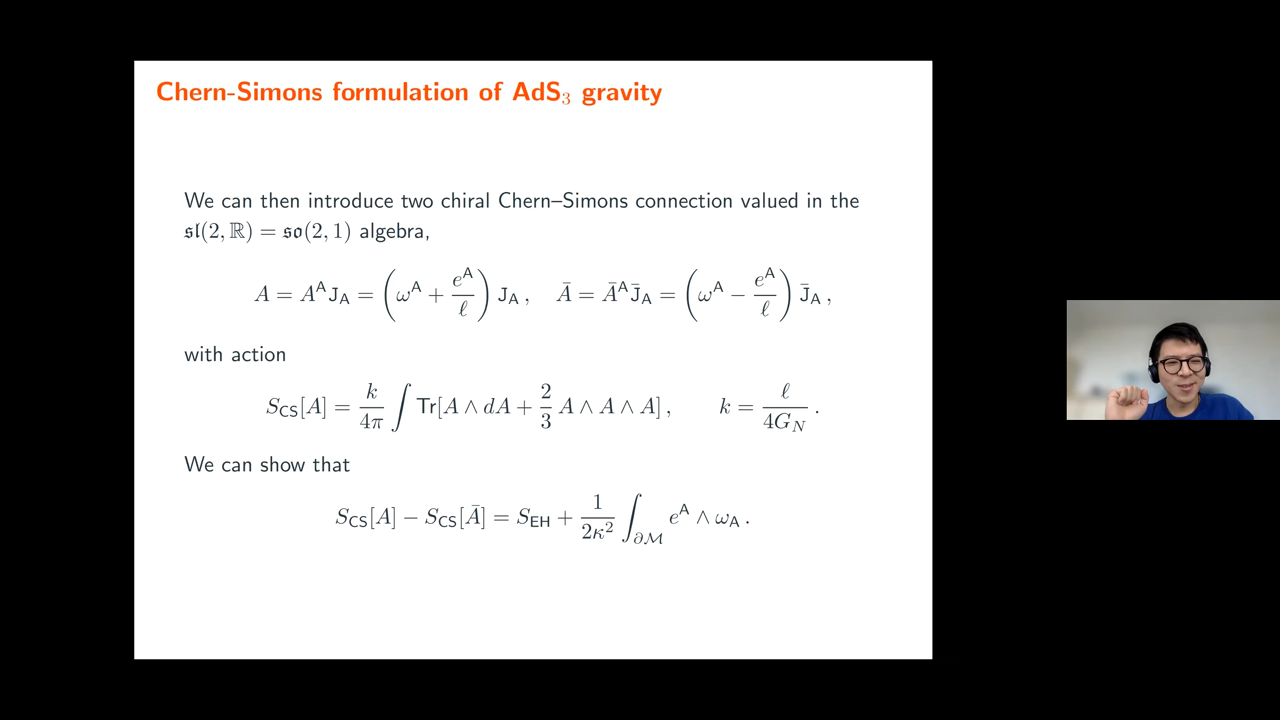 Chern-Simons formulation of AdS₃ gravity
We can then introduce two chiral Chern–Simons connection valued in the
𝔰𝔩(2, ℝ) = 𝔰𝔬(2, 1) algebra,
A = A^A J_A = (ω^A + e^A/ℓ) J_A , Ā = Ā^A J̄_A = (ω^A − e^A/ℓ) J̄_A ,
with action
S_CS[A] = k/4π ∫ Tr[A ∧ dA + 2/3 A ∧ A ∧ A] , k = ℓ/4G_N .
We can show that
S_CS[A] − S_CS[Ā] = S_EH + 1/2κ² ∫_∂ℳ e^A ∧ ω_A .